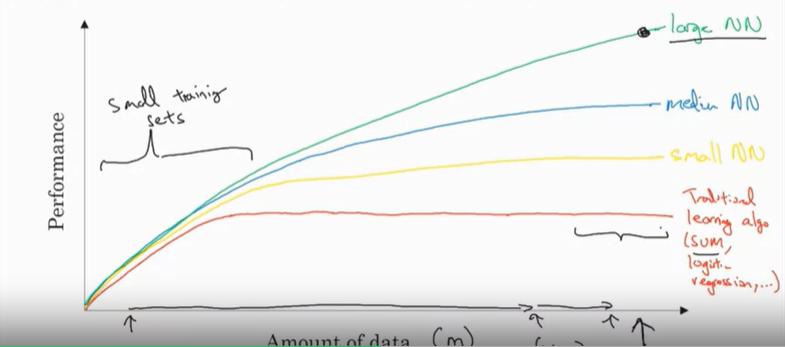 large NN
small training
sets
medium NN
small NN
Performance
Traditional
learning algo
(SVM,
logistic
regression,...)
Amount of data (m)